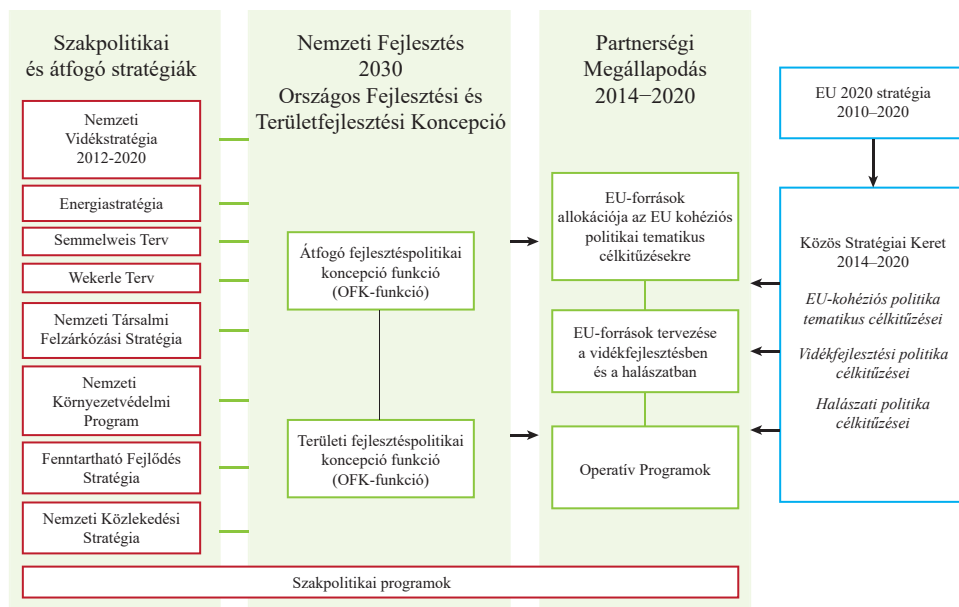 Szakpolitikai
és átfogó stratégiák
Nemzeti
Vidékstratégia
2012-2020
Energiastratégia
Semmelweis Terv
Wekerle Terv
Nemzeti Társalmi
Felzárkózási Stratégia
Nemzeti
Környezetvédelmi
Program
Fenntartható Fejlődés
Stratégia
Nemzeti Közlekedési
Stratégia
Nemzeti Fejlesztés
2030
Országos Fejlesztési és
Területfejlesztési Koncepció
Átfogó fejlesztéspolitikai
koncepció funkció
(OFK-funkció)
Területi fejlesztéspolitikai
koncepció funkció
(OFK-funkció)
Partnerségi
Megállapodás
2014–2020
EU-források
allokációja az EU kohéziós
politikai tematikus
célkitűzésekre
EU-források tervezése
a vidékfejlesztésben
és a halászatban
Operatív Programok
EU 2020 stratégia
2010–2020
Közös Stratégiai Keret
2014–2020
EU-kohéziós politika
tematikus célkitűzései
Vidékfejlesztési politika
célkitűzései
Halászati politika
célkitűzései
Szakpolitikai programok